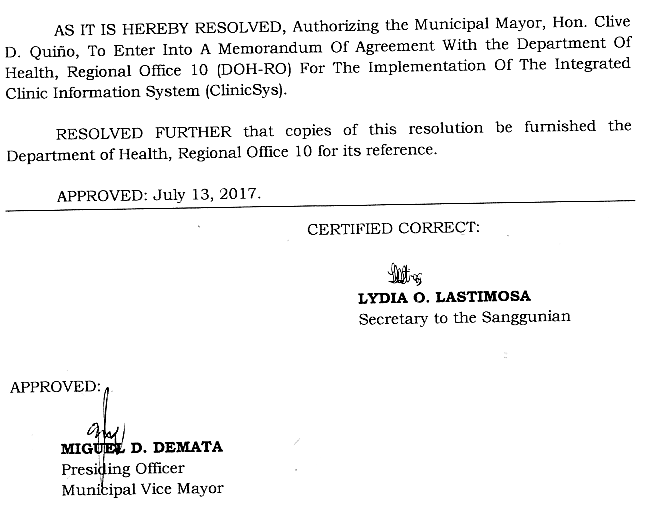 AS IT IS HEREBY RESOLVED, Authorizing the Municipal Mayor, Hon. Clive
D. Quiño, To Enter Into A Memorandum Of Agreement With the Department Of
Health, Regional Office 10 (DOH-RO) For The Implementation Of The Integrated
Clinic Information System (ClinicSys).
RESOLVED FURTHER that copies of this resolution be furnished the
Department of Health, Regional Office 10 for its reference.
APPROVED: July 13, 2017.
CERTIFIED CORRECT:
LYDIA O. LASTIMOSA
Secretary to the Sanggunian
APPROVED:
MIGUEL D. DEMATA
Presiding Officer
Municipal Vice Mayor